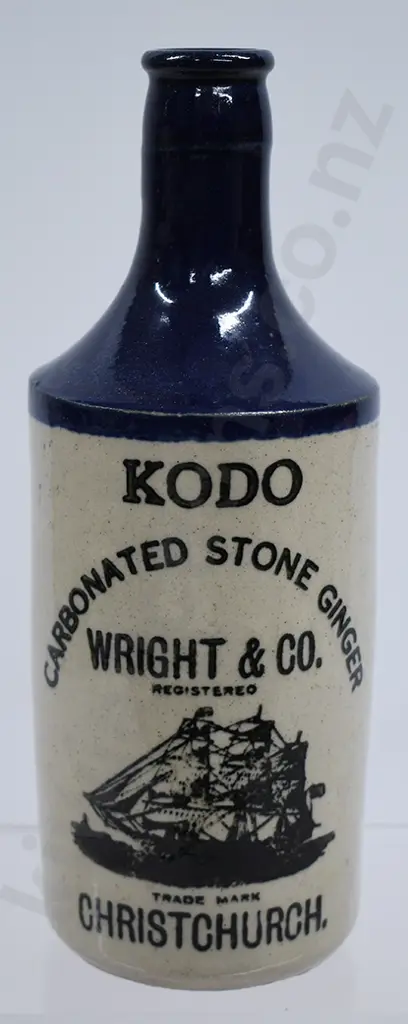 KODO
CARBONATED STONE GINGER
WRIGHT & CO.
REGISTERED
TRADE MARK
CHRISTCHURCH.